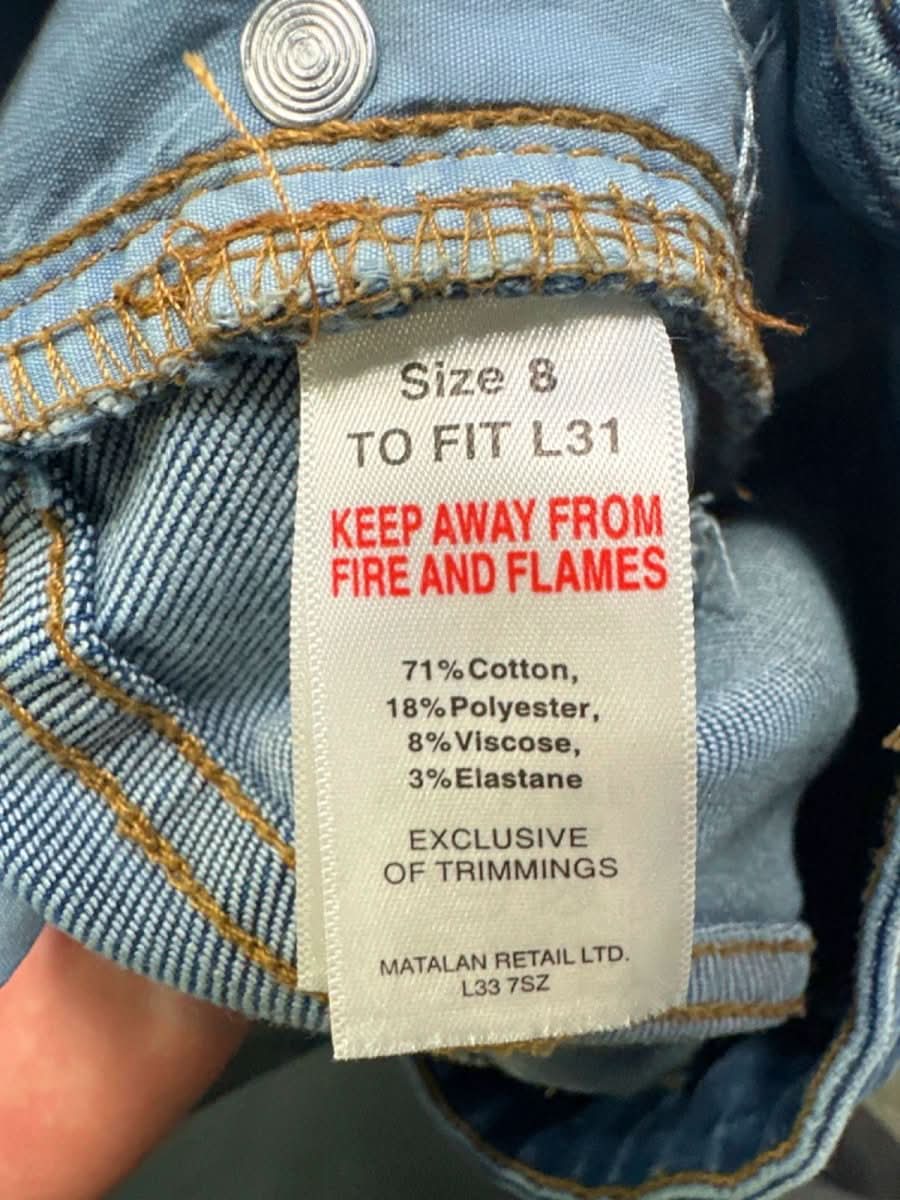 Size 8
TO FIT L31
KEEP AWAY FROM
FIRE AND FLAMES
71% Cotton,
18% Polyester,
8% Viscose,
3% Elastane
EXCLUSIVE
OF TRIMMINGS
MATALAN RETAIL LTD.
L33 7SZ